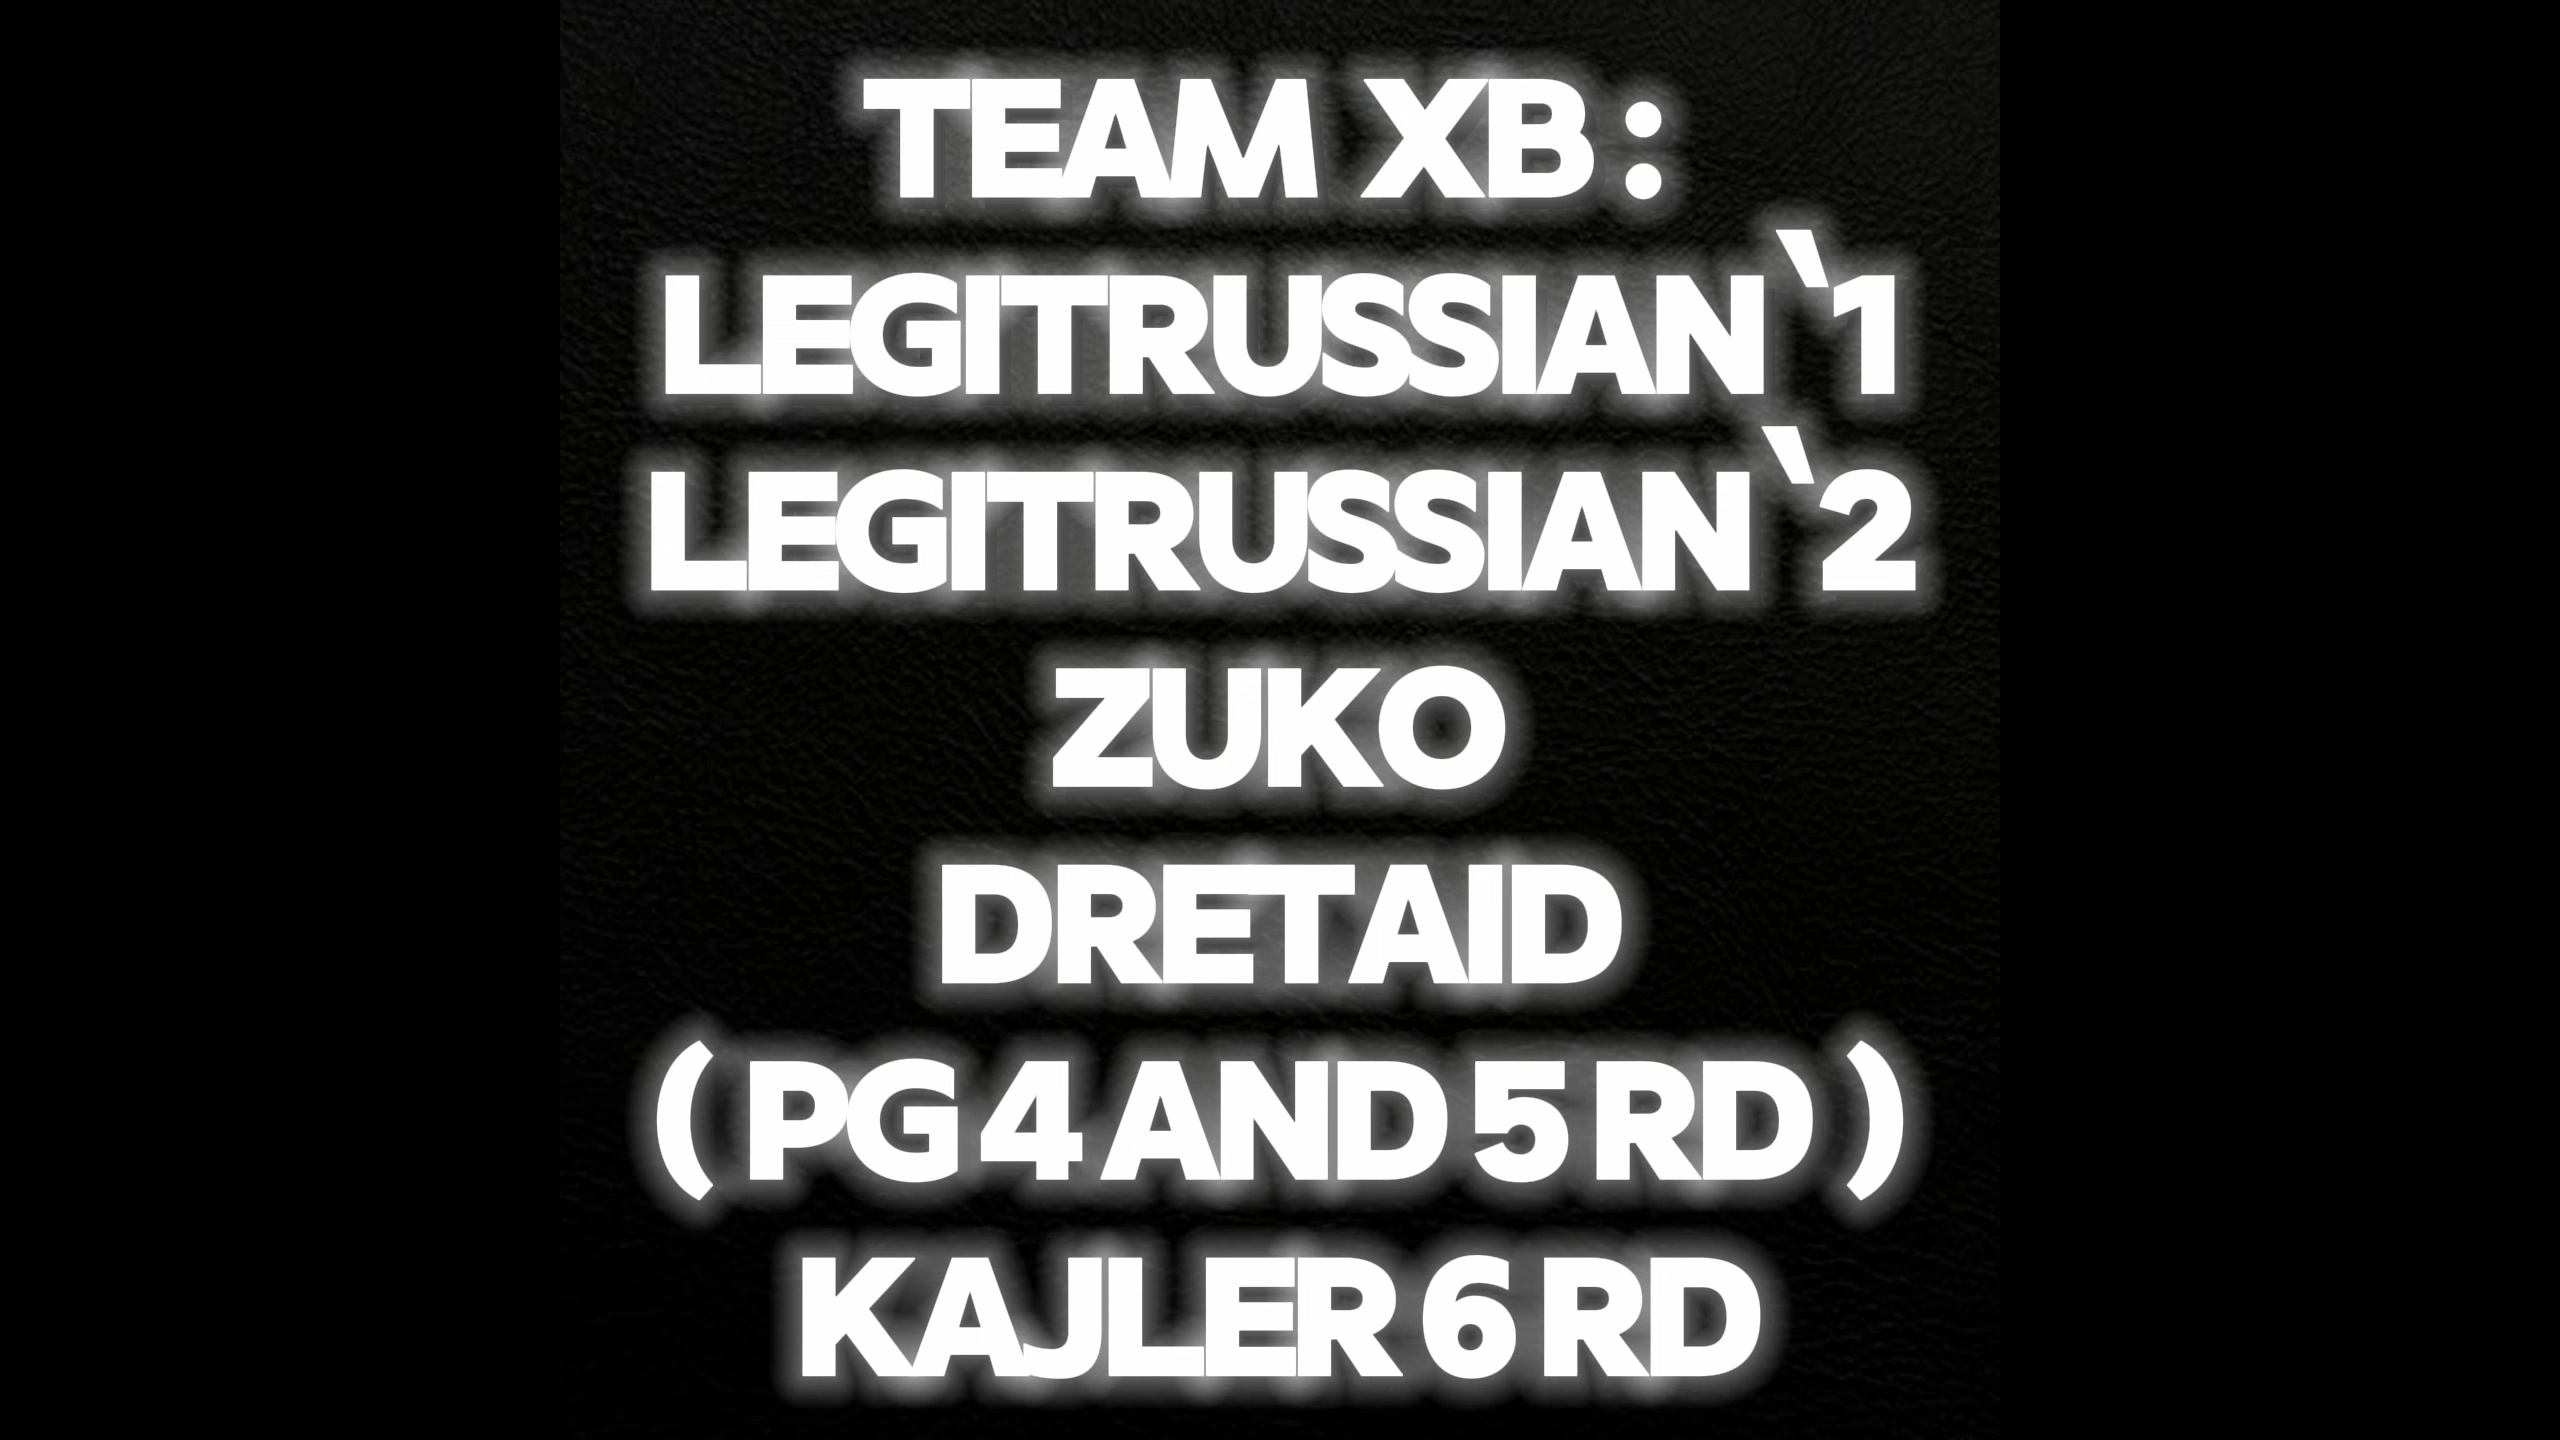 TEAM XB :
LEGITRUSSIAN `1
LEGITRUSSIAN `2
ZUKO
DRETAID
( PG 4 AND 5 RD )
KAJLER 6 RD